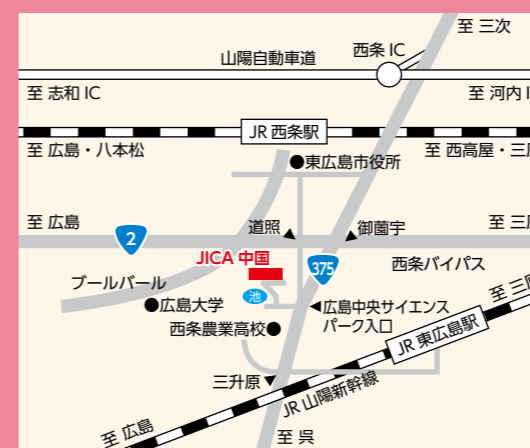 至 三次
西条 IC
山陽自動車道
至 志和 IC
至 河内 I
JR 西条駅
至 広島・八本松
至 西高屋・三原
●東広島市役所
至 広島
2
道照
御薗宇
至 三原
JICA 中国
375
西条バイパス
ブールバール
池
●広島大学
広島中央サイエンス
パーク入口
至 三原
西条農業高校●
JR 東広島駅
三升原
JR 山陽新幹線
至 広島
至 呉